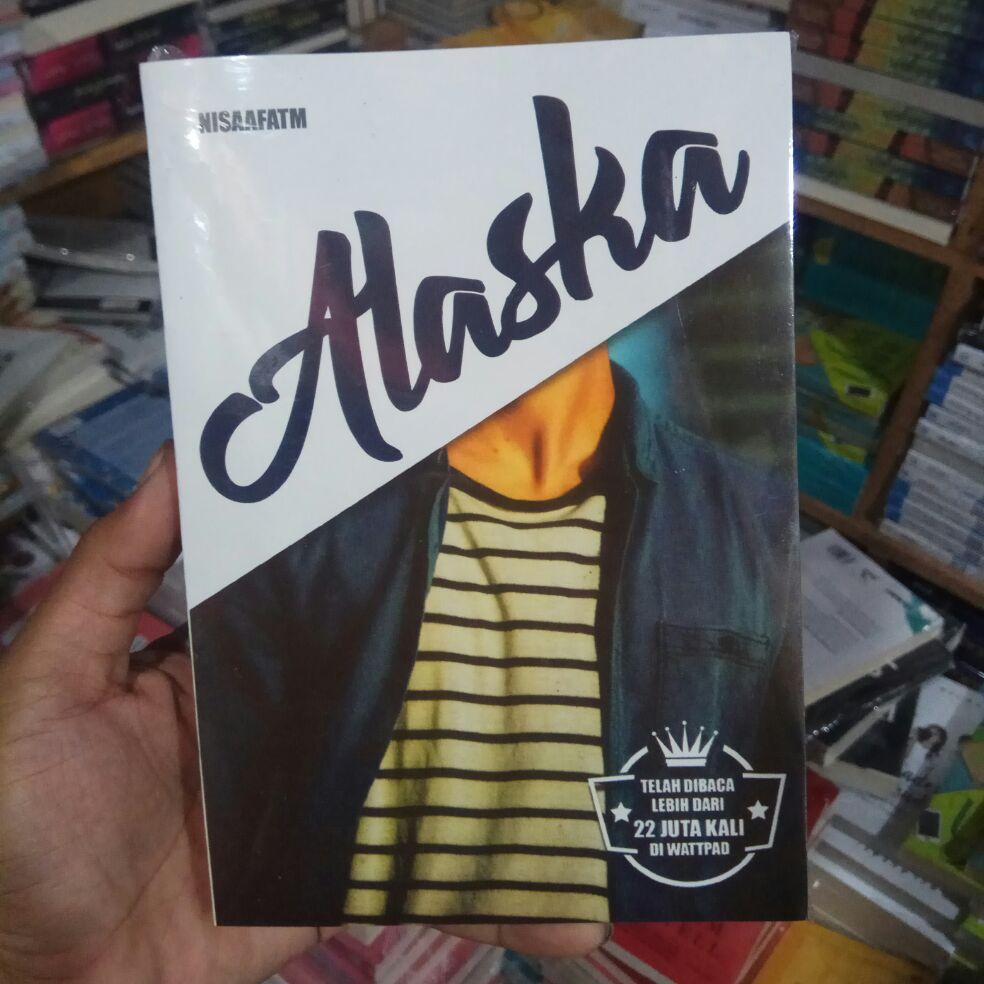 NISAAFATM
Alaska
TELAH DIBACA
LEBIH DARI
22 JUTA KALI
DI WATTPAD